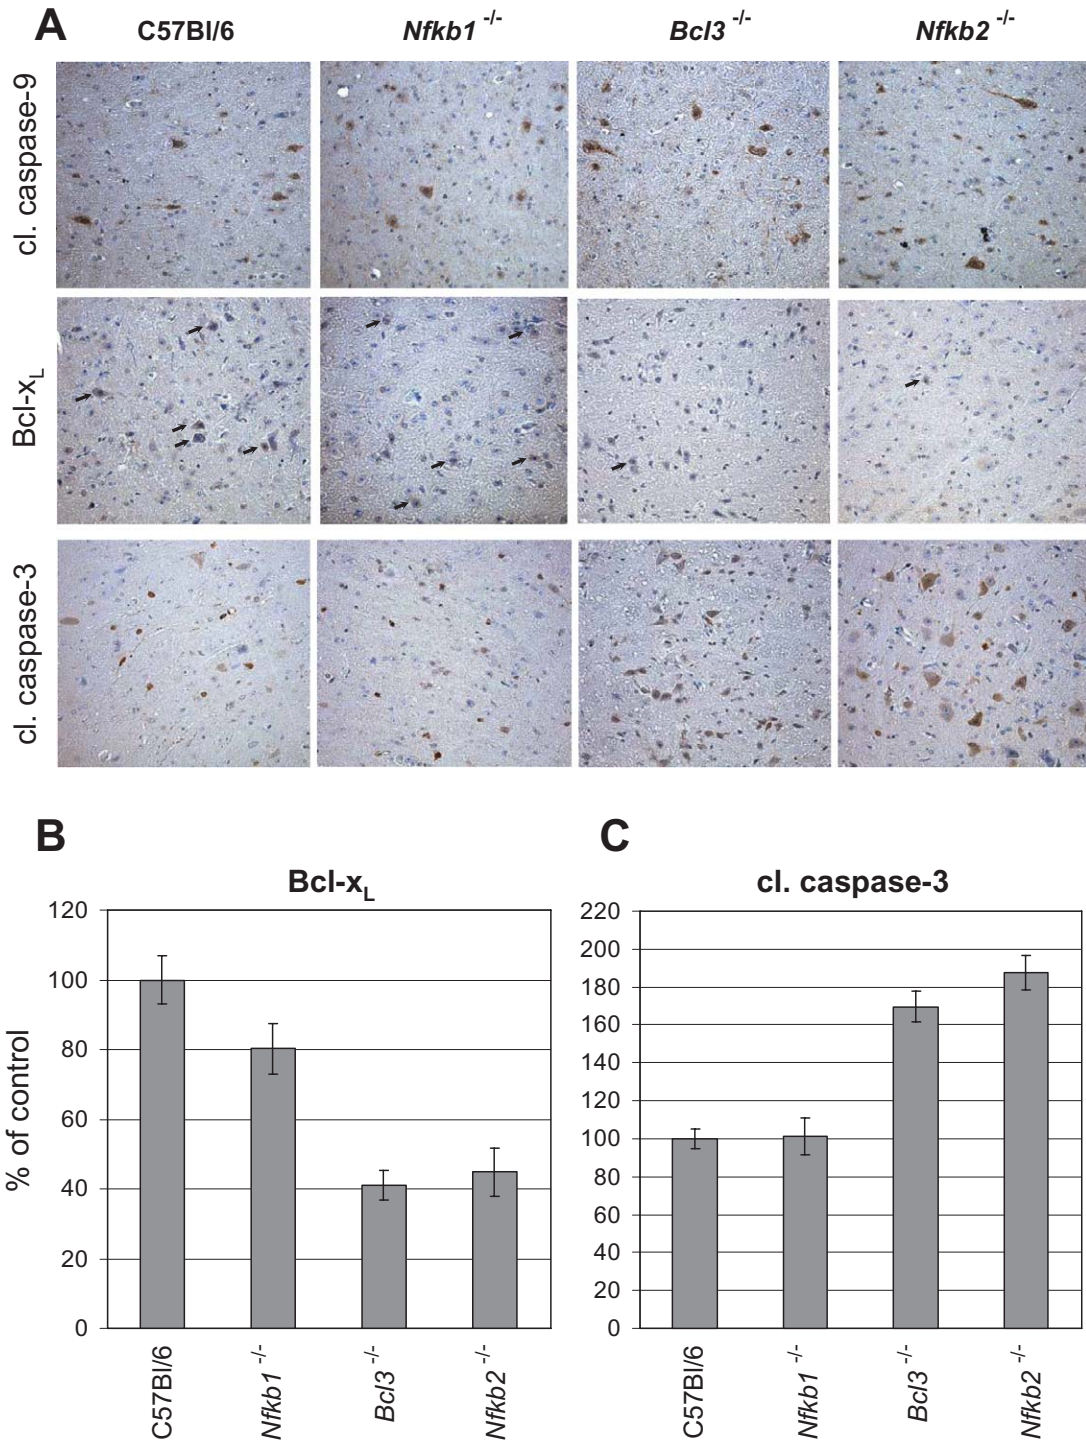 A
C57Bl/6 Nfkb1 -/- Bcl3 -/- Nfkb2 -/-
cl. caspase-9
Bcl-xL
cl. caspase-3
B
Bcl-xL
% of control
120
100
80
60
40
20
0
C57Bl/6 Nfkb1 -/- Bcl3 -/- Nfkb2 -/-
C
cl. caspase-3
220
200
180
160
140
120
100
80
60
40
20
0
C57Bl/6 Nfkb1 -/- Bcl3 -/- Nfkb2 -/-